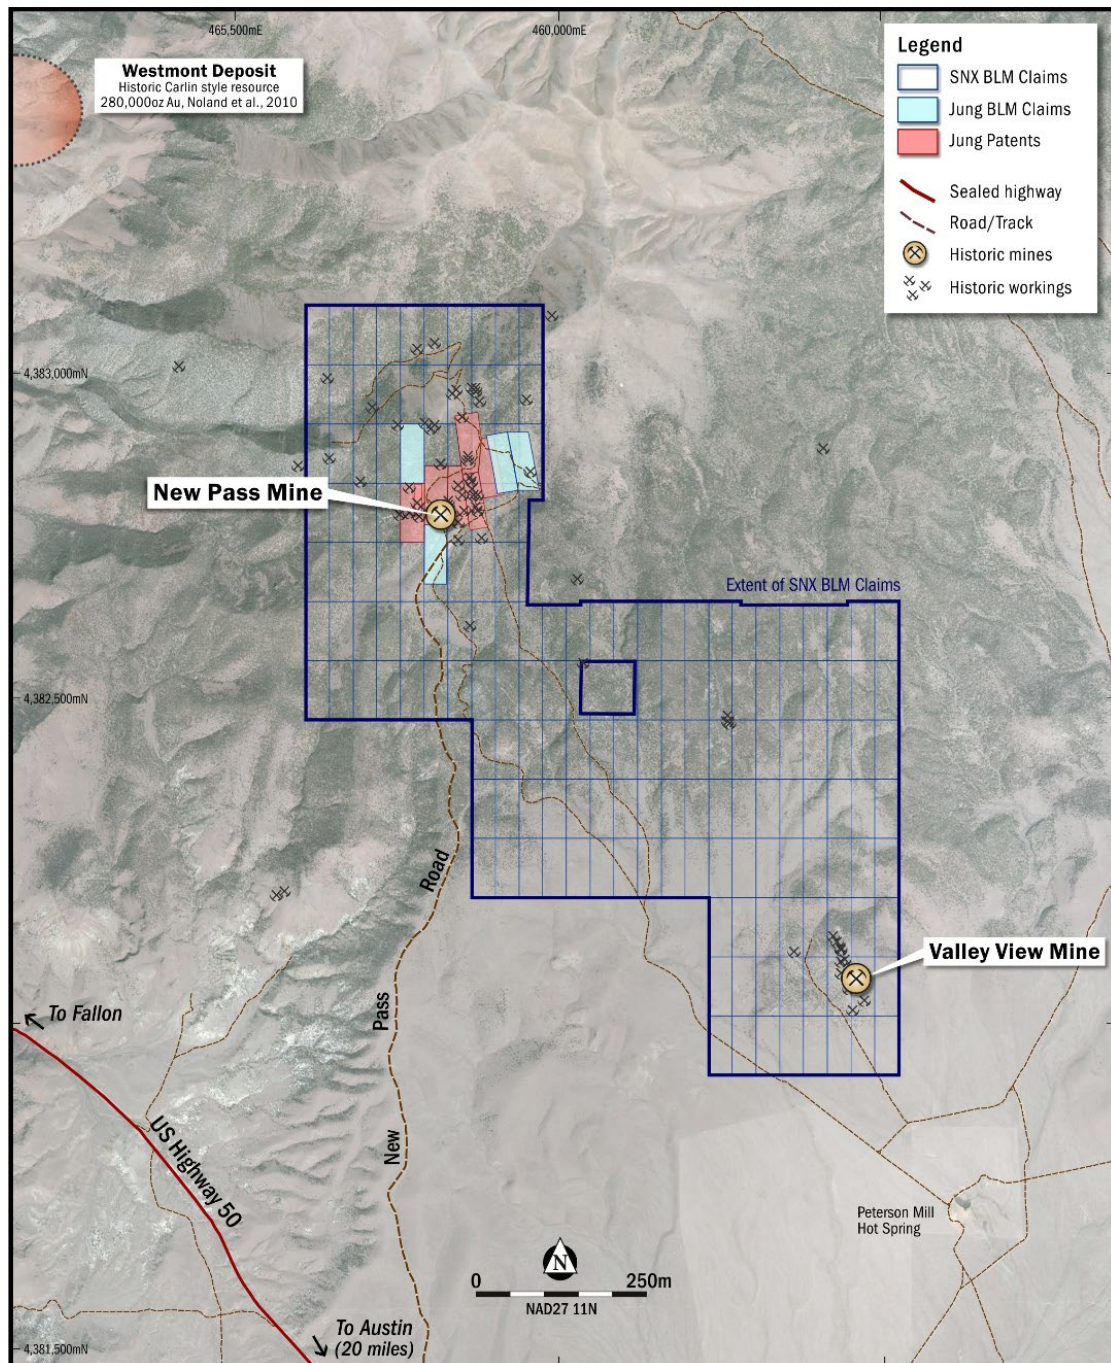 465,500mE
460,000mE
Westmont Deposit
Historic Carlin style resource
280,000oz Au, Noland et al., 2010
Legend
SNX BLM Claims
Jung BLM Claims
Jung Patents
Sealed highway
Road/Track
Historic mines
Historic workings
4,383,000mN
New Pass Mine
Extent of SNX BLM Claims
4,382,500mN
New Pass Road
Valley View Mine
To Fallon
US Highway 50
Peterson Mill
Hot Spring
N
0 250m
NAD27 11N
To Austin
(20 miles)
4,381,500mN